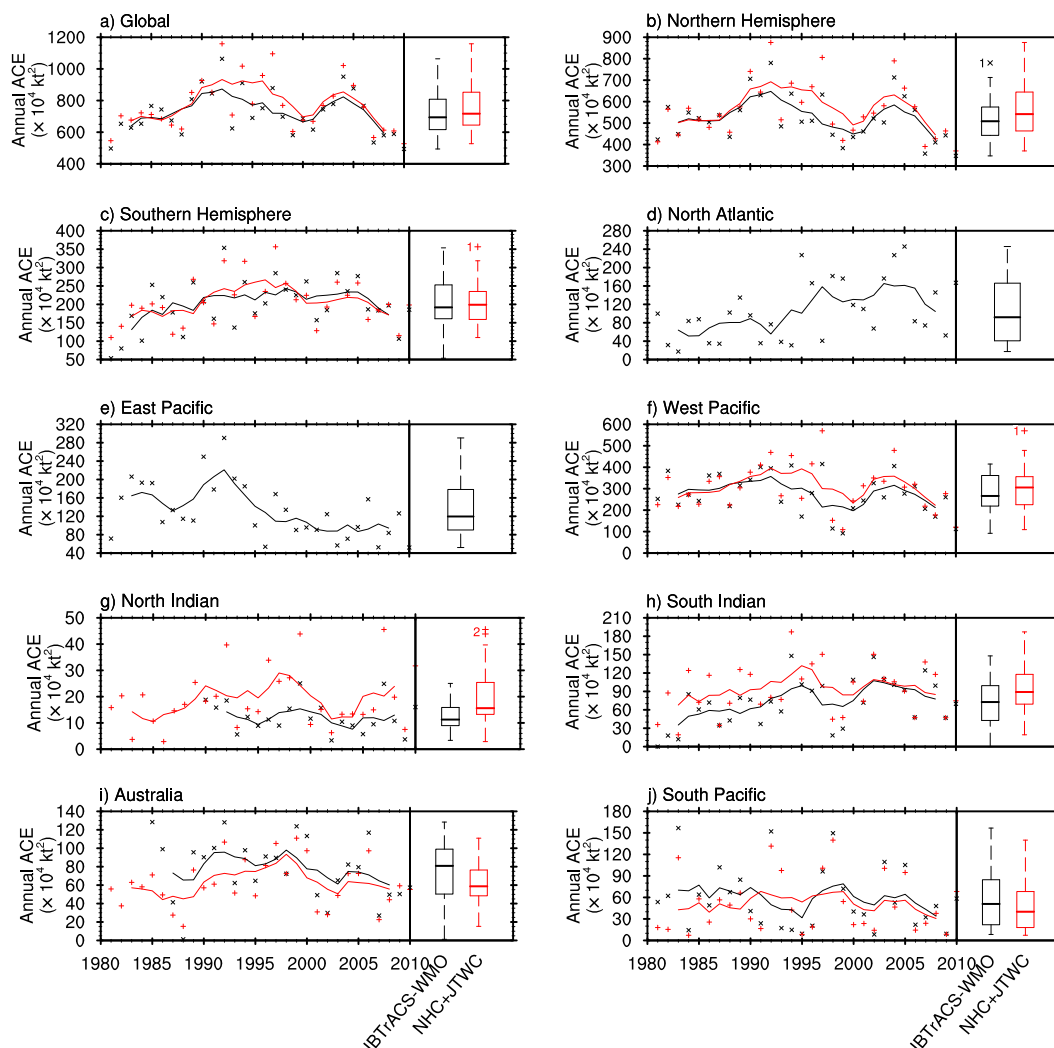 a) Global
Annual ACE
(× 10⁴ kt²)
1200
1000
800
600
400
b) Northern Hemisphere
Annual ACE
(× 10⁴ kt²)
900
800
700
600
500
400
300
1 ×
c) Southern Hemisphere
Annual ACE
(× 10⁴ kt²)
400
350
300
250
200
150
100
50
1 +
d) North Atlantic
Annual ACE
(× 10⁴ kt²)
280
240
200
160
120
80
40
0
e) East Pacific
Annual ACE
(× 10⁴ kt²)
320
280
240
200
160
120
80
40
f) West Pacific
Annual ACE
(× 10⁴ kt²)
600
500
400
300
200
100
0
1 +
g) North Indian
Annual ACE
(× 10⁴ kt²)
50
40
30
20
10
0
2 +
h) South Indian
Annual ACE
(× 10⁴ kt²)
210
180
150
120
90
60
30
0
i) Australia
Annual ACE
(× 10⁴ kt²)
140
120
100
80
60
40
20
0
1980 1985 1990 1995 2000 2005 2010
IBTrACS-WMO
NHC+JTWC
j) South Pacific
Annual ACE
(× 10⁴ kt²)
180
150
120
90
60
30
0
1980 1985 1990 1995 2000 2005 2010
IBTrACS-WMO
NHC+JTWC